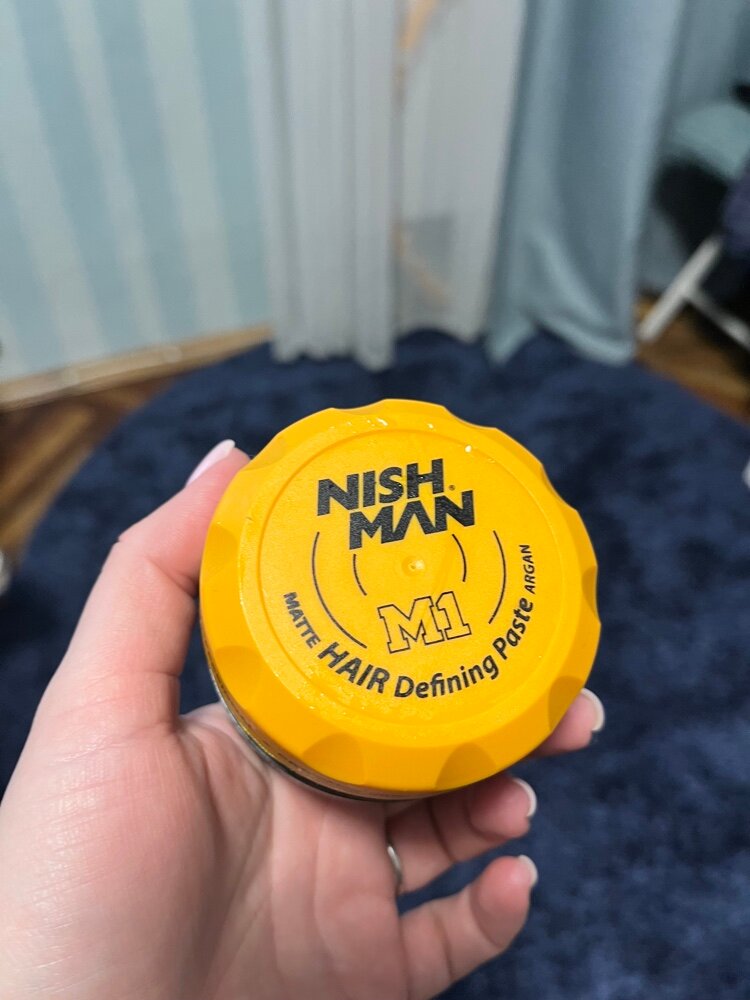 NISH
MAN®
M1
MATTE HAIR Defining Paste ARGAN